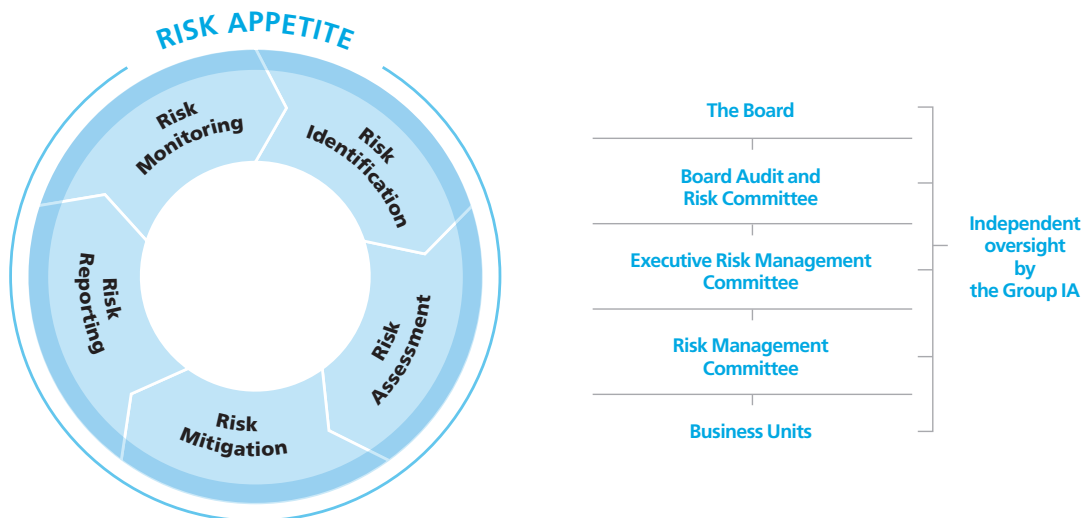 RISK APPETITE
Risk
Identification
Risk
Assessment
Risk
Mitigation
Risk
Reporting
Risk
Monitoring
The Board
Board Audit and
Risk Committee
Executive Risk Management
Committee
Risk Management
Committee
Business Units
Independent
oversight
by
the Group IA